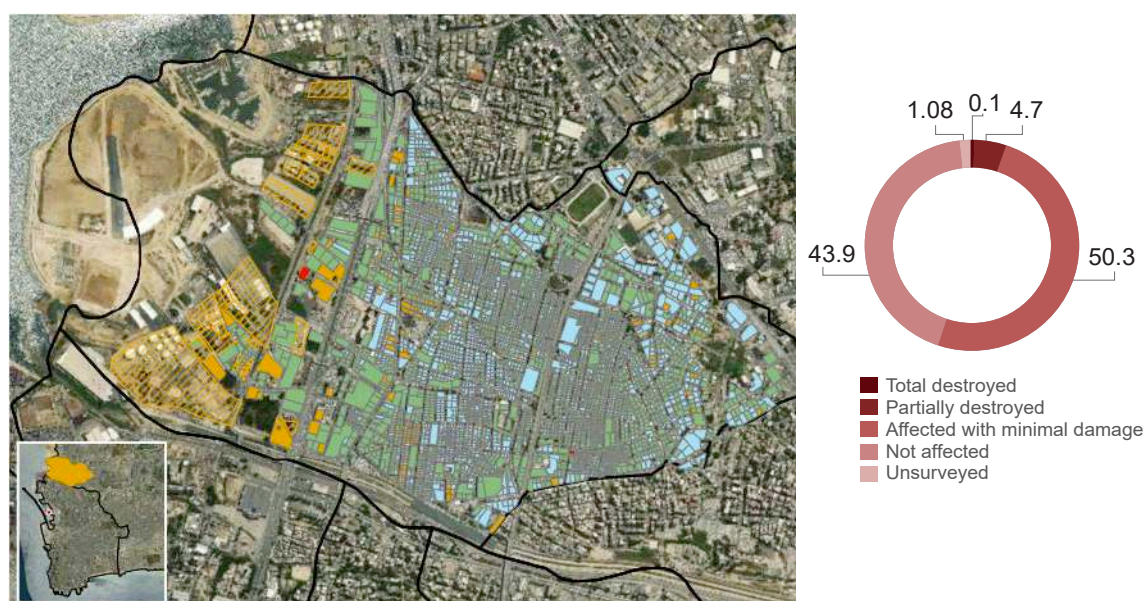 0.1
1.08
4.7
43.9
50.3
Total destroyed
Partially destroyed
Affected with minimal damage
Not affected
Unsurveyed